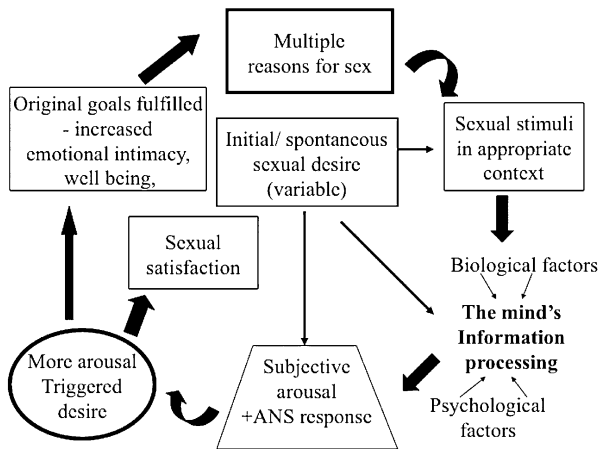 Multiple
reasons for sex
Original goals fulfilled
- increased
emotional intimacy,
well being,
Initial/ spontaneous
sexual desire
(variable)
Sexual stimuli
in appropriate
context
Sexual
satisfaction
Biological factors
The mind's
Information
processing
Psychological
factors
More arousal
Triggered
desire
Subjective
arousal
+ANS response